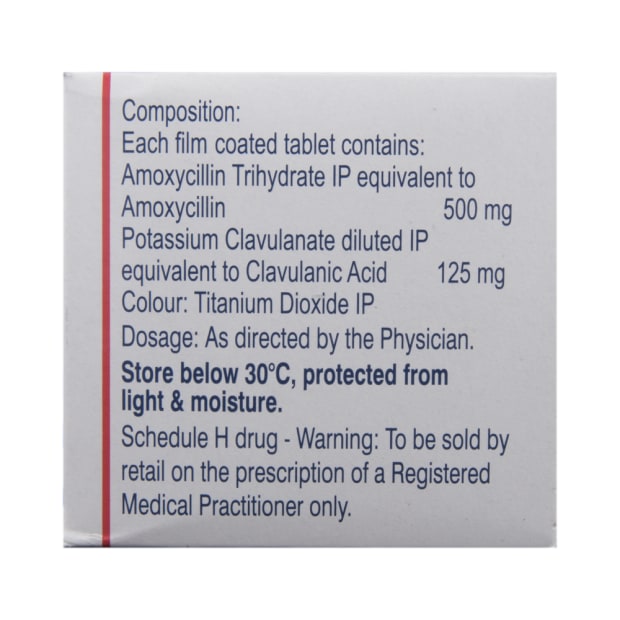 Composition:
Each film coated tablet contains:
Amoxycillin Trihydrate IP equivalent to
Amoxycillin 500 mg
Potassium Clavulanate diluted IP
equivalent to Clavulanic Acid 125 mg
Colour: Titanium Dioxide IP
Dosage: As directed by the Physician.
Store below 30°C, protected from
light & moisture.
Schedule H drug - Warning: To be sold by
retail on the prescription of a Registered
Medical Practitioner only.